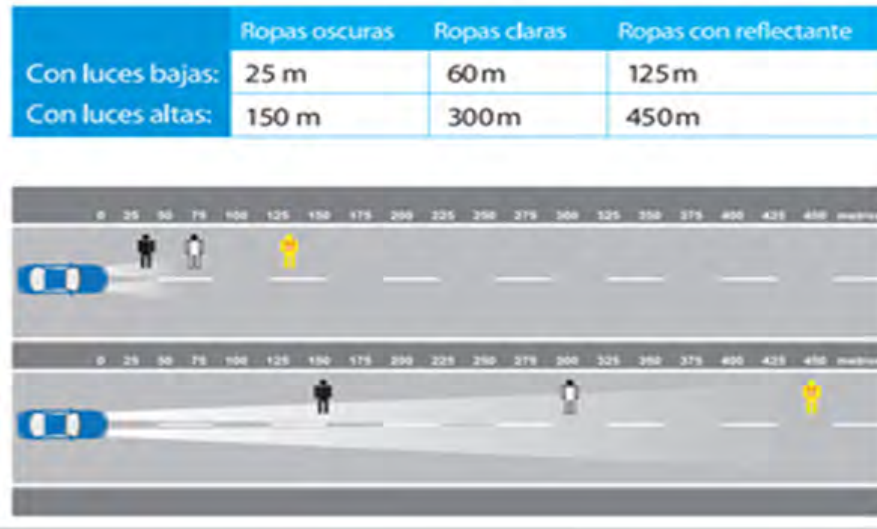 Ropas oscuras Ropas claras Ropas con reflectante
Con luces bajas: 25 m 60m 125m
Con luces altas: 150 m 300m 450m
0 25 50 75 100 125 150 175 200 225 250 275 300 325 350 375 400 425 450 metros
0 25 50 75 100 125 150 175 200 225 250 275 300 325 350 375 400 425 450 metros